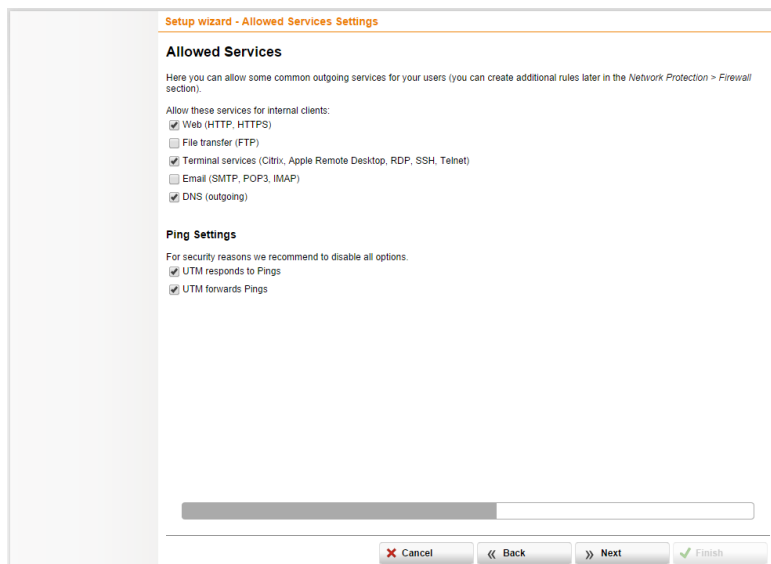 Setup wizard - Allowed Services Settings
Allowed Services
Here you can allow some common outgoing services for your users (you can create additional rules later in the Network Protection > Firewall
section).
Allow these services for internal clients:
Web (HTTP, HTTPS)
File transfer (FTP)
Terminal services (Citrix, Apple Remote Desktop, RDP, SSH, Telnet)
Email (SMTP, POP3, IMAP)
DNS (outgoing)
Ping Settings
For security reasons we recommend to disable all options.
UTM responds to Pings
UTM forwards Pings
Cancel
Back
Next
Finish